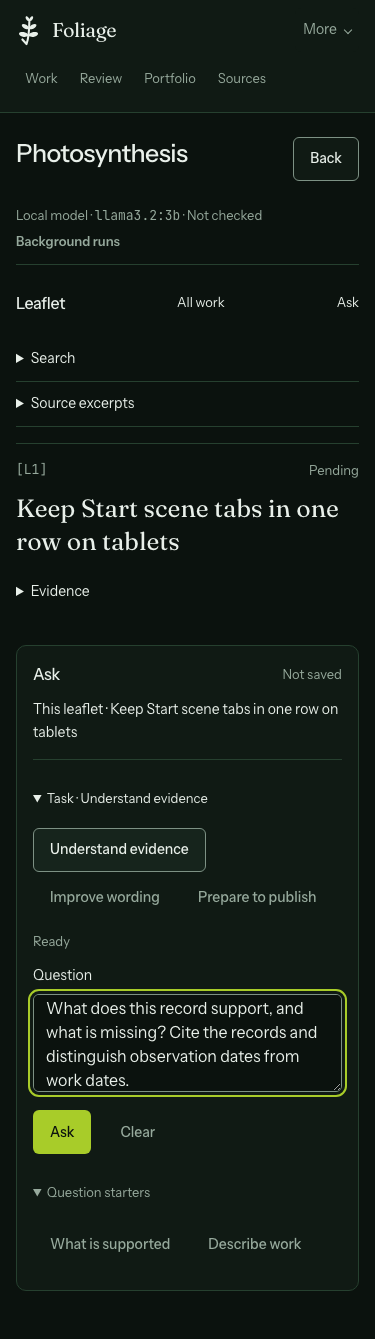 Foliage
More
Work Review Portfolio Sources
Photosynthesis
Back
Local model · llama3.2:3b · Not checked
Background runs
Leaflet All work Ask
Search
Source excerpts
[L1] Pending
Keep Start scene tabs in one
row on tablets
Evidence
Ask Not saved
This leaflet · Keep Start scene tabs in one row on
tablets
Task · Understand evidence
Understand evidence
Improve wording Prepare to publish
Ready
Question
What does this record support, and
what is missing? Cite the records and
distinguish observation dates from
work dates.
Ask Clear
Question starters
What is supported Describe work